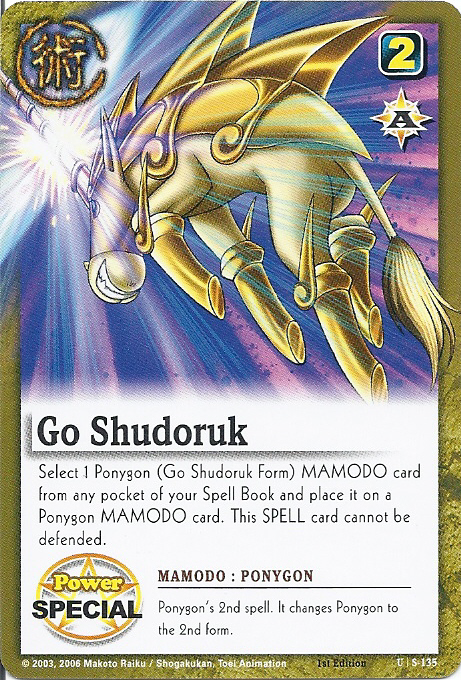 術
2
A
Go Shudoruk
Select 1 Ponygon (Go Shudoruk Form) MAMODO card
from any pocket of your Spell Book and place it on a
Ponygon MAMODO card. This SPELL card cannot be
defended.
Power
SPECIAL
MAMODO : PONYGON
Ponygon's 2nd spell. It changes Ponygon to
the 2nd form.
© 2003, 2006 Makoto Raiku / Shogakukan, Toei Animation 1st Edition U | S-135